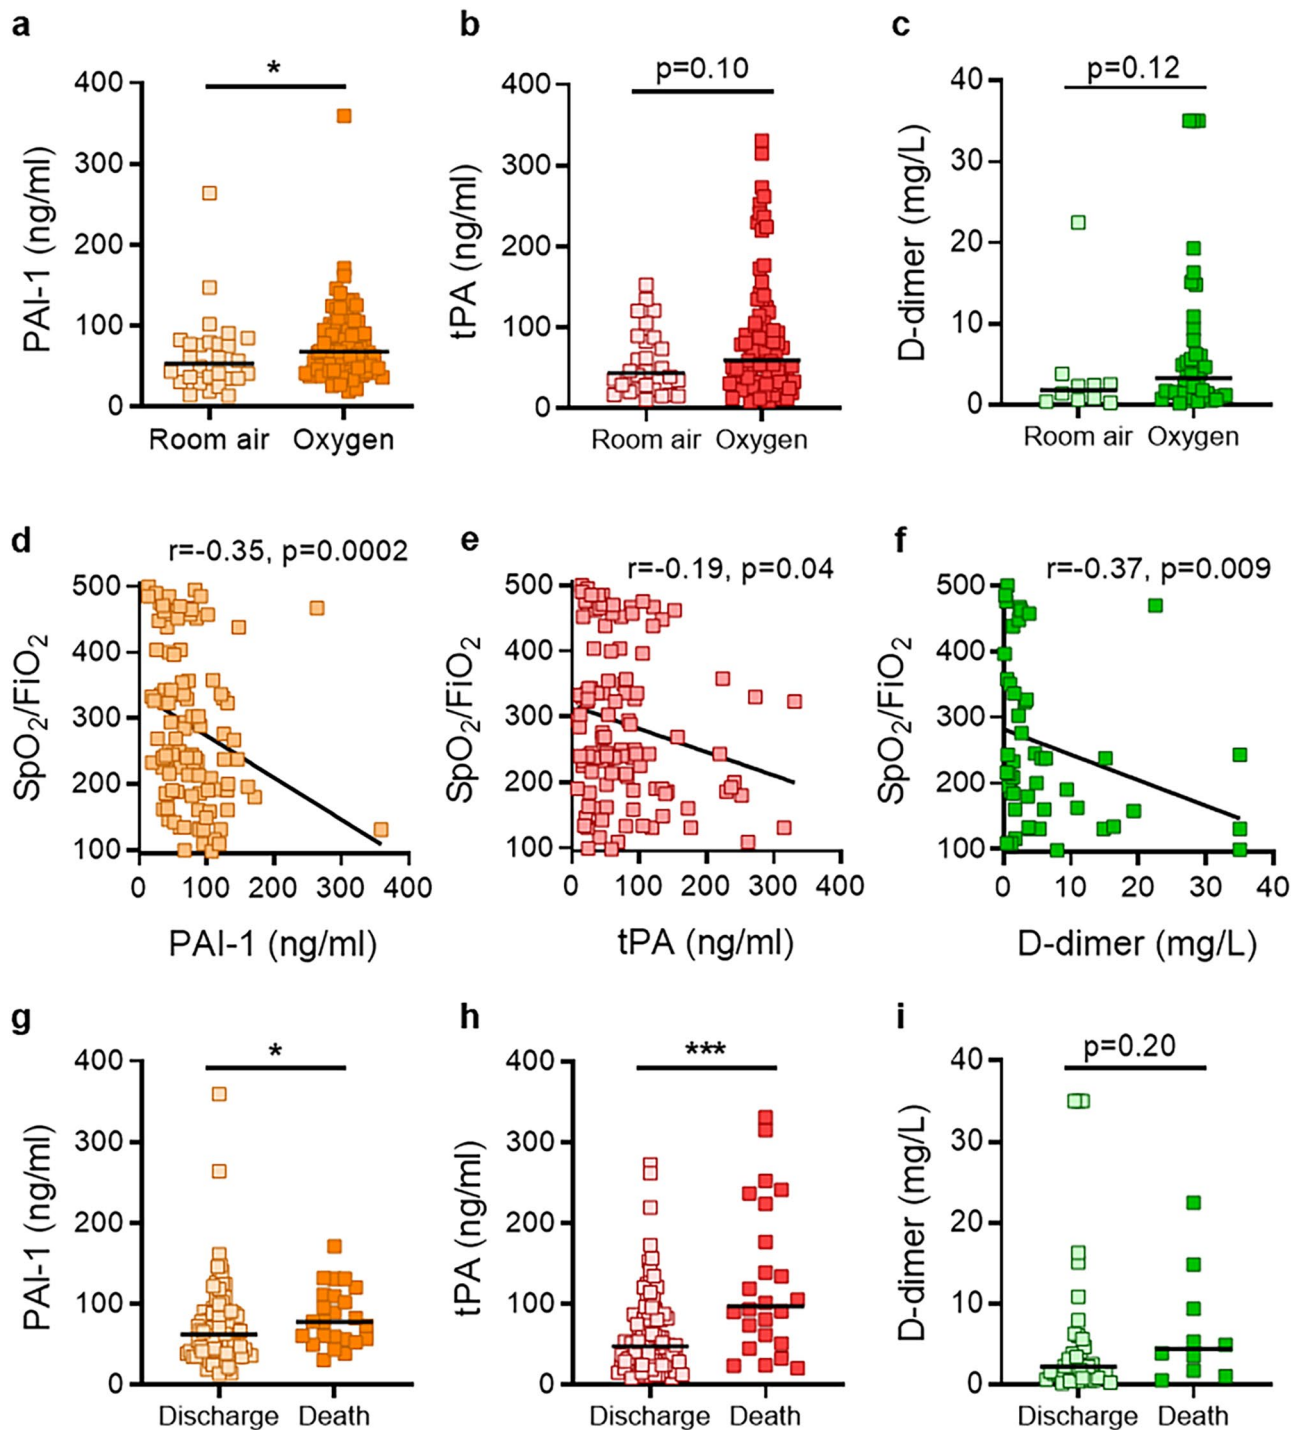 a
*
400
300
200
100
0
PAI-1 (ng/ml)
Room air
Oxygen
b
p=0.10
400
300
200
100
0
tPA (ng/ml)
Room air
Oxygen
c
p=0.12
40
30
20
10
0
D-dimer (mg/L)
Room air
Oxygen
d
r=-0.35, p=0.0002
500
400
300
200
100
SpO₂/FiO₂
0 100 200 300 400
PAI-1 (ng/ml)
e
r=-0.19, p=0.04
500
400
300
200
100
SpO₂/FiO₂
0 100 200 300 400
tPA (ng/ml)
f
r=-0.37, p=0.009
500
400
300
200
100
SpO₂/FiO₂
0 10 20 30 40
D-dimer (mg/L)
g
*
400
300
200
100
0
PAI-1 (ng/ml)
Discharge
Death
h
***
400
300
200
100
0
tPA (ng/ml)
Discharge
Death
i
p=0.20
40
30
20
10
0
D-dimer (mg/L)
Discharge
Death